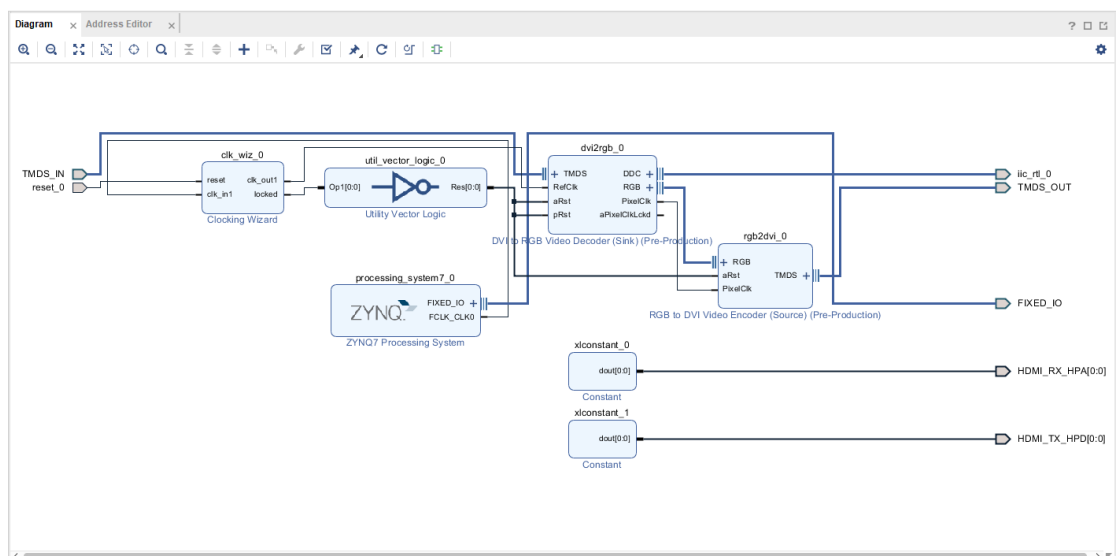 Diagram × Address Editor ×
? □
TMDS_IN
reset_0
clk_wiz_0
reset clk_out1
clk_in1 locked
Clocking Wizard
util_vector_logic_0
Op1[0:0] Res[0:0]
Utility Vector Logic
dvi2rgb_0
+ TMDS DDC +
RefClk RGB +
aRst PixelClk
pRst aPixelClkLckd
DVI to RGB Video Decoder (Sink) (Pre-Production)
iic_rtl_0
TMDS_OUT
rgb2dvi_0
+ RGB
aRst TMDS +
PixelClk
RGB to DVI Video Encoder (Source) (Pre-Production)
processing_system7_0
FIXED_IO +
ZYNQ
FCLK_CLK0
ZYNQ7 Processing System
FIXED_IO
xlconstant_0
dout[0:0]
Constant
HDMI_RX_HPA[0:0]
xlconstant_1
dout[0:0]
Constant
HDMI_TX_HPD[0:0]